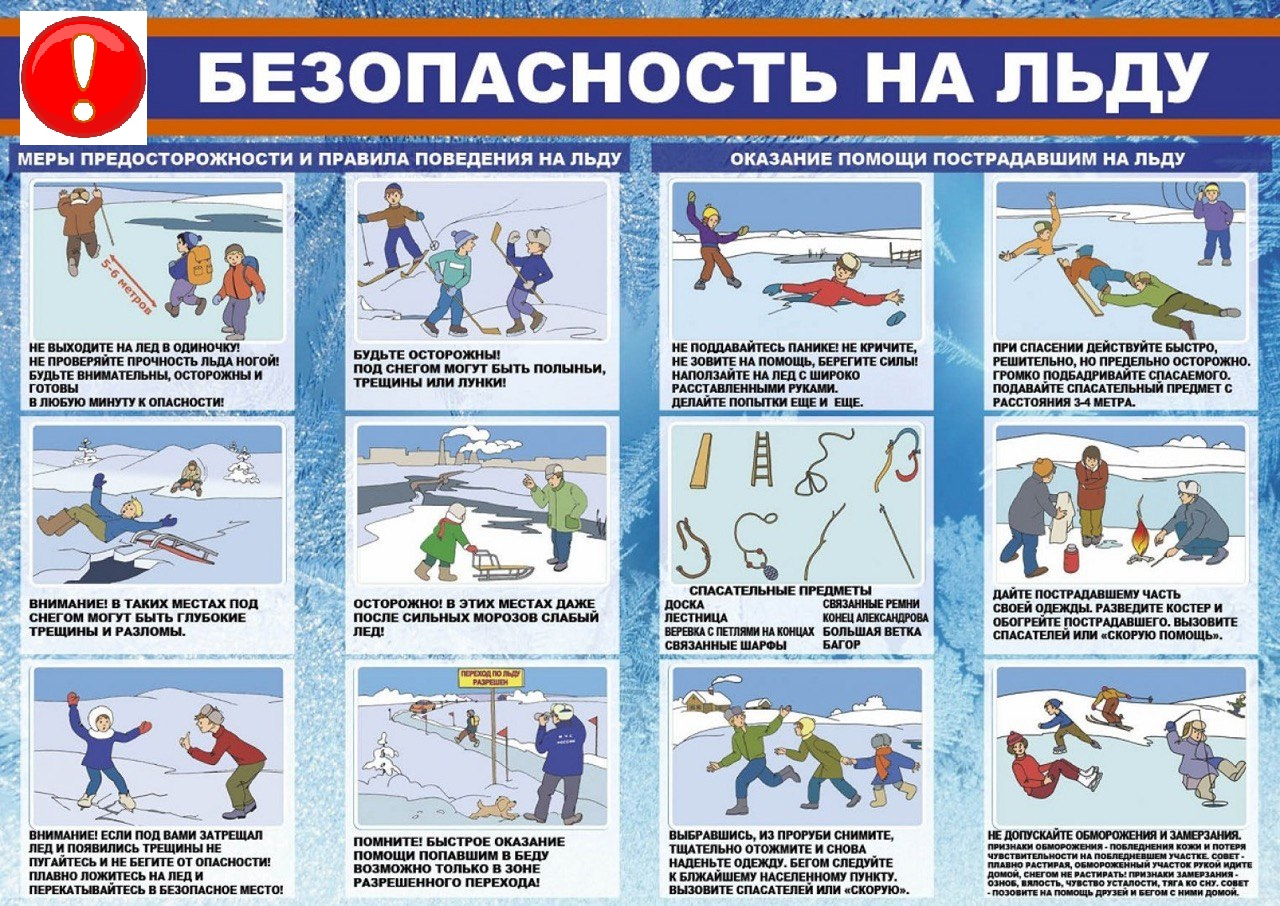 БЕЗОПАСНОСТЬ НА ЛЬДУ
МЕРЫ ПРЕДОСТОРОЖНОСТИ И ПРАВИЛА ПОВЕДЕНИЯ НА ЛЬДУ
5-6 метров
НЕ ВЫХОДИТЕ НА ЛЕД В ОДИНОЧКУ!
НЕ ПРОВЕРЯЙТЕ ПРОЧНОСТЬ ЛЬДА НОГОЙ!
БУДЬТЕ ВНИМАТЕЛЬНЫ, ОСТОРОЖНЫ И
ГОТОВЫ
В ЛЮБУЮ МИНУТУ К ОПАСНОСТИ!
БУДЬТЕ ОСТОРОЖНЫ!
ПОД СНЕГОМ МОГУТ БЫТЬ ПОЛЫНЬИ,
ТРЕЩИНЫ ИЛИ ЛУНКИ!
ВНИМАНИЕ! В ТАКИХ МЕСТАХ ПОД
СНЕГОМ МОГУТ БЫТЬ ГЛУБОКИЕ
ТРЕЩИНЫ И РАЗЛОМЫ.
ОСТОРОЖНО! В ЭТИХ МЕСТАХ ДАЖЕ
ПОСЛЕ СИЛЬНЫХ МОРОЗОВ СЛАБЫЙ
ЛЕД!
ВНИМАНИЕ! ЕСЛИ ПОД ВАМИ ЗАТРЕЩАЛ
ЛЕД И ПОЯВИЛИСЬ ТРЕЩИНЫ НЕ
ПУГАЙТЕСЬ И НЕ БЕГИТЕ ОТ ОПАСНОСТИ!
ПЛАВНО ЛОЖИТЕСЬ НА ЛЕД И
ПЕРЕКАТЫВАЙТЕСЬ В БЕЗОПАСНОЕ МЕСТО!
ПЕРЕХОД ПО ЛЬДУ
РАЗРЕШЕН
МЧС
РОССИИ
ПОМНИТЕ! БЫСТРОЕ ОКАЗАНИЕ
ПОМОЩИ ПОПАВШИМ В БЕДУ
ВОЗМОЖНО ТОЛЬКО В ЗОНЕ
РАЗРЕШЕННОГО ПЕРЕХОДА!
ОКАЗАНИЕ ПОМОЩИ ПОСТРАДАВШИМ НА ЛЬДУ
НЕ ПОДДАВАЙТЕСЬ ПАНИКЕ! НЕ КРИЧИТЕ,
НЕ ЗОВИТЕ НА ПОМОЩЬ, БЕРЕГИТЕ СИЛЫ!
НАПОЛЗАЙТЕ НА ЛЕД С ШИРОКО
РАССТАВЛЕННЫМИ РУКАМИ.
ДЕЛАЙТЕ ПОПЫТКИ ЕЩЕ И ЕЩЕ.
ПРИ СПАСЕНИИ ДЕЙСТВУЙТЕ БЫСТРО,
РЕШИТЕЛЬНО, НО ПРЕДЕЛЬНО ОСТОРОЖНО.
ГРОМКО ПОДБАДРИВАЙТЕ СПАСАЕМОГО.
ПОДАВАЙТЕ СПАСАТЕЛЬНЫЙ ПРЕДМЕТ С
РАССТОЯНИЯ 3-4 МЕТРА.
СПАСАТЕЛЬНЫЕ ПРЕДМЕТЫ
ДОСКА
ЛЕСТНИЦА
ВЕРЕВКА С ПЕТЛЯМИ НА КОНЦАХ
СВЯЗАННЫЕ ШАРФЫ
СВЯЗАННЫЕ РЕМНИ
КОНЕЦ АЛЕКСАНДРОВА
БОЛЬШАЯ ВЕТКА
БАГОР
ДАЙТЕ ПОСТРАДАВШЕМУ ЧАСТЬ
СВОЕЙ ОДЕЖДЫ. РАЗВЕДИТЕ КОСТЕР И
ОБОГРЕЙТЕ ПОСТРАДАВШЕГО. ВЫЗОВИТЕ
СПАСАТЕЛЕЙ ИЛИ «СКОРУЮ ПОМОЩЬ».
ВЫБРАВШИСЬ, ИЗ ПРОРУБИ СНИМИТЕ,
ТЩАТЕЛЬНО ОТОЖМИТЕ И СНОВА
НАДЕНЬТЕ ОДЕЖДУ. БЕГОМ СЛЕДУЙТЕ
К БЛЖАЙШЕМУ НАСЕЛЕННОМУ ПУНКТУ.
ВЫЗОВИТЕ СПАСАТЕЛЕЙ ИЛИ «СКОРУЮ».
НЕ ДОПУСКАЙТЕ ОБМОРОЖЕНИЯ И ЗАМЕРЗАНИЯ.
ПРИЗНАКИ ОБМОРОЖЕНИЯ - ПОБЛЕДНЕНИЯ КОЖИ И ПОТЕРЯ
ЧУВСТВИТЕЛЬНОСТИ НА ПОБЛЕДНЕВШЕМ УЧАСТКЕ. СОВЕТ -
ПЛАВНО РАСТИРАЯ, ОБМОРОЖЕННЫЙ УЧАСТОК РУКОЙ ИДИТЕ
ДОМОЙ, СНЕГОМ НЕ РАСТИРАТЬ! ПРИЗНАКИ ЗАМЕРЗАНИЯ -
ОЗНОБ, ВЯЛОСТЬ, ЧУВСТВО УСТАЛОСТИ, ТЯГА КО СНУ. СОВЕТ
- ПОЗОВИТЕ НА ПОМОЩЬ ДРУЗЕЙ И БЕГОМ С НИМИ ДОМОЙ.